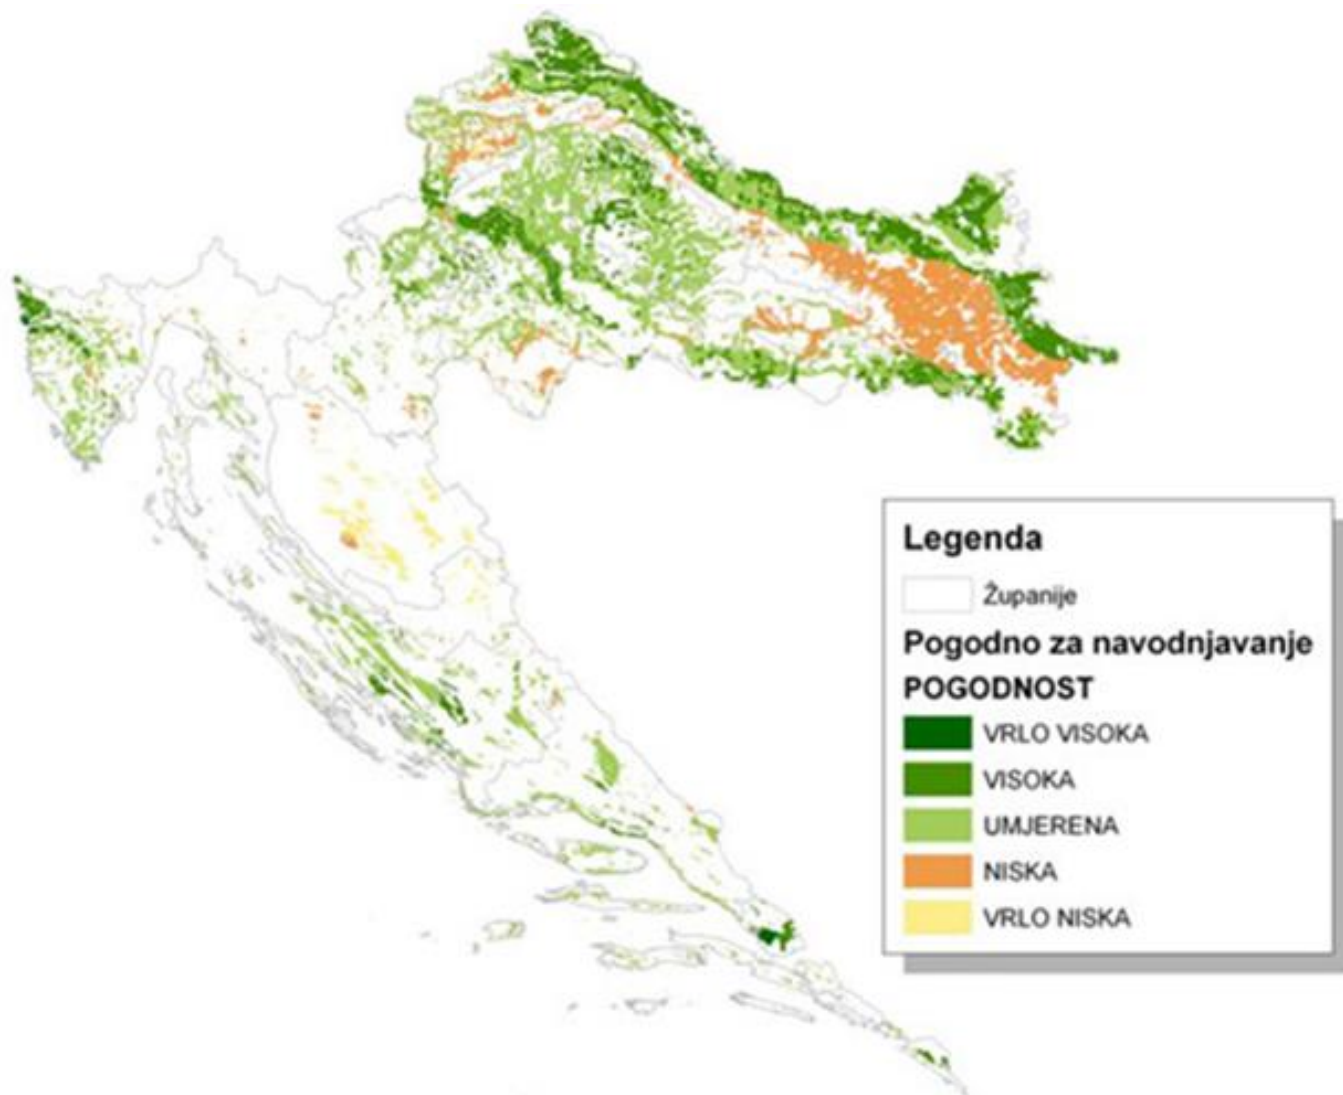 Legenda
Županije
Pogodno za navodnjavanje
POGODNOST
VRLO VISOKA
VISOKA
UMJERENA
NISKA
VRLO NISKA